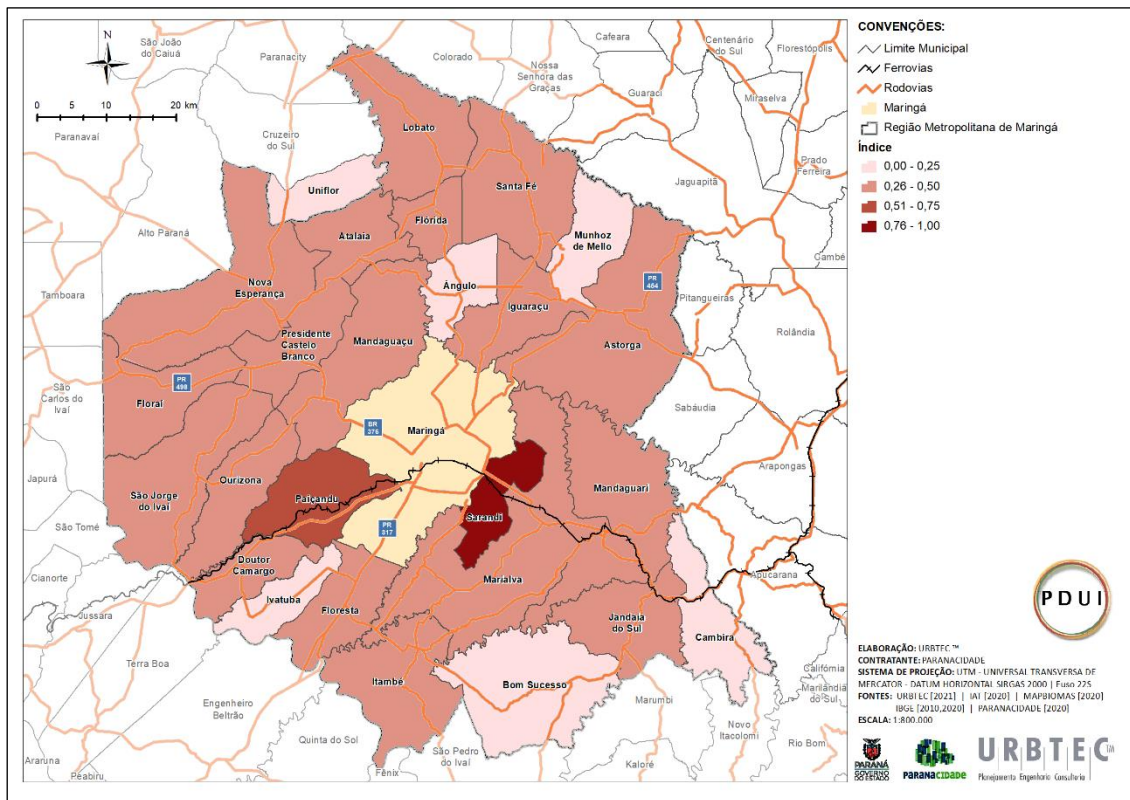 CONVENÇÕES:
Limite Municipal
Ferrovias
Rodovias
Maringá
Região Metropolitana de Maringá
Índice
0,00 - 0,25
0,26 - 0,50
0,51 - 0,75
0,76 - 1,00
N
0 10 20 km
São João
do Caiuá
Paranacity
Colorado
Cafeara
Centenário
do Sul
Florestópolis
Nossa
Senhora das
Graças
Guaraci
Miraselva
Paranavaí
Cruzeiro
do Sul
Lobato
Prado
Ferreira
Jaguapitã
Santa Fé
Uniflor
Alto Paraná
Flórida
Atalaia
Munhoz
de Mello
Cambé
Tamboara
Nova
Esperança
Ângulo
PR
464
Pitangueiras
Iguaraçu
Rolândia
Presidente
Castelo
Branco
Mandaguaçu
Astorga
PR
498
São
Carlos do
Ivaí
Floraí
Sabáudia
BR
376
Maringá
Arapongas
Japurá
Ourizona
Paiçandu
Mandaguari
São Jorge
do Ivaí
Sarandi
São Tomé
PR
317
Doutor
Camargo
Cianorte
Marialva
Apucarana
Ivatuba
Floresta
Jussara
Jandaia
do Sul
Cambira
Terra Boa
Califórnia
Itambé
Bom Sucesso
Marilândia
do Sul
Marumbi
Engenheiro
Beltrão
Novo
Itacolomi
Quinta do Sol
São Pedro
do Ivaí
Rio Bom
Araruna
Peabiru
Fênix
Kaloré
PDUI
ELABORAÇÃO: URBTEC ™
CONTRATANTE: PARANACIDADE
SISTEMA DE PROJEÇÃO: UTM - UNIVERSAL TRANSVERSA DE
MERCATOR - DATUM HORIZONTAL SIRGAS 2000 | Fuso 22S
FONTES: URBTEC [2021] | IAT [2020] | MAPBIOMAS [2020]
IBGE [2010,2020] | PARANACIDADE [2020]
ESCALA: 1:800.000
PARANÁ
GOVERNO
DO ESTADO
PARANACIDADE
URBTEC TM
Planejamento Engenharia Consultoria